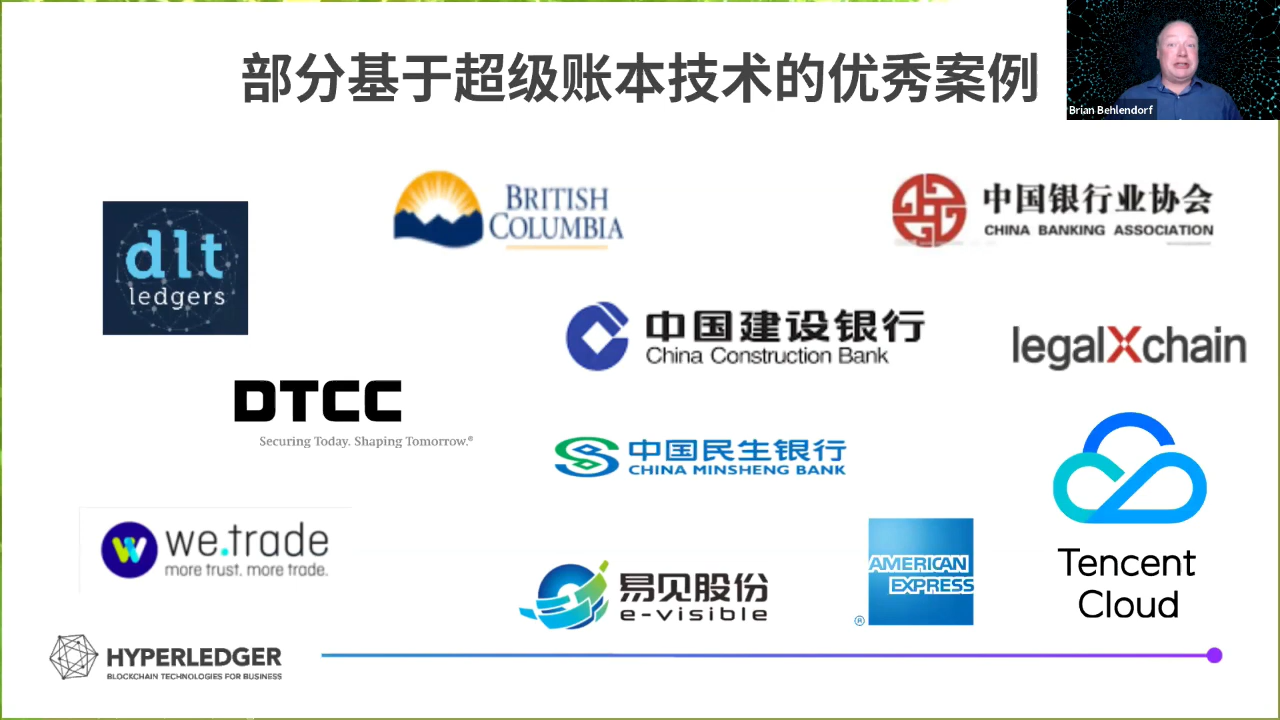 部分基于超级账本技术的优秀案例
Brian Behlendorf
dlt
ledgers
BRITISH
COLUMBIA
中国银行业协会
CHINA BANKING ASSOCIATION
中国建设银行
China Construction Bank
legalXchain
DTCC
Securing Today. Shaping Tomorrow.®
中国民生银行
CHINA MINSHENG BANK
we.trade
more trust. more trade.
易见股份
e-visible
AMERICAN
EXPRESS
®
Tencent
Cloud
HYPERLEDGER
BLOCKCHAIN TECHNOLOGIES FOR BUSINESS